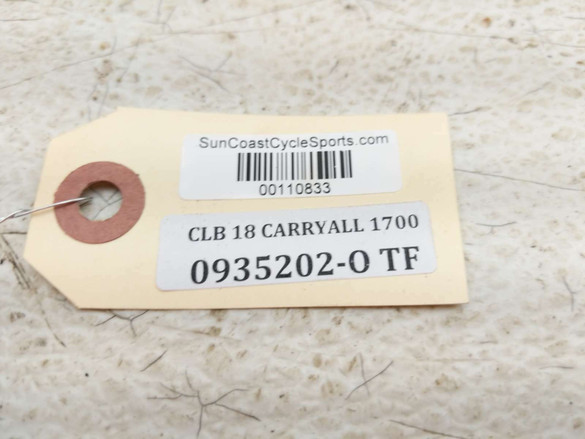 SunCoastCycleSports.com
00110833
CLB 18 CARRYALL 1700
0935202-O TF